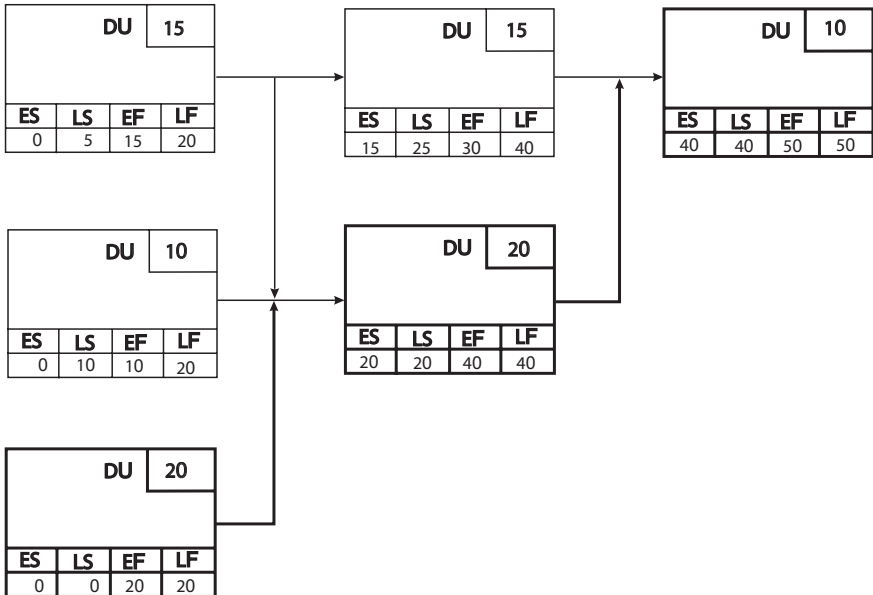 DU 15
ES LS EF LF
0 5 15 20
DU 15
ES LS EF LF
15 25 30 40
DU 10
ES LS EF LF
40 40 50 50
DU 10
ES LS EF LF
0 10 10 20
DU 20
ES LS EF LF
20 20 40 40
DU 20
ES LS EF LF
0 0 20 20